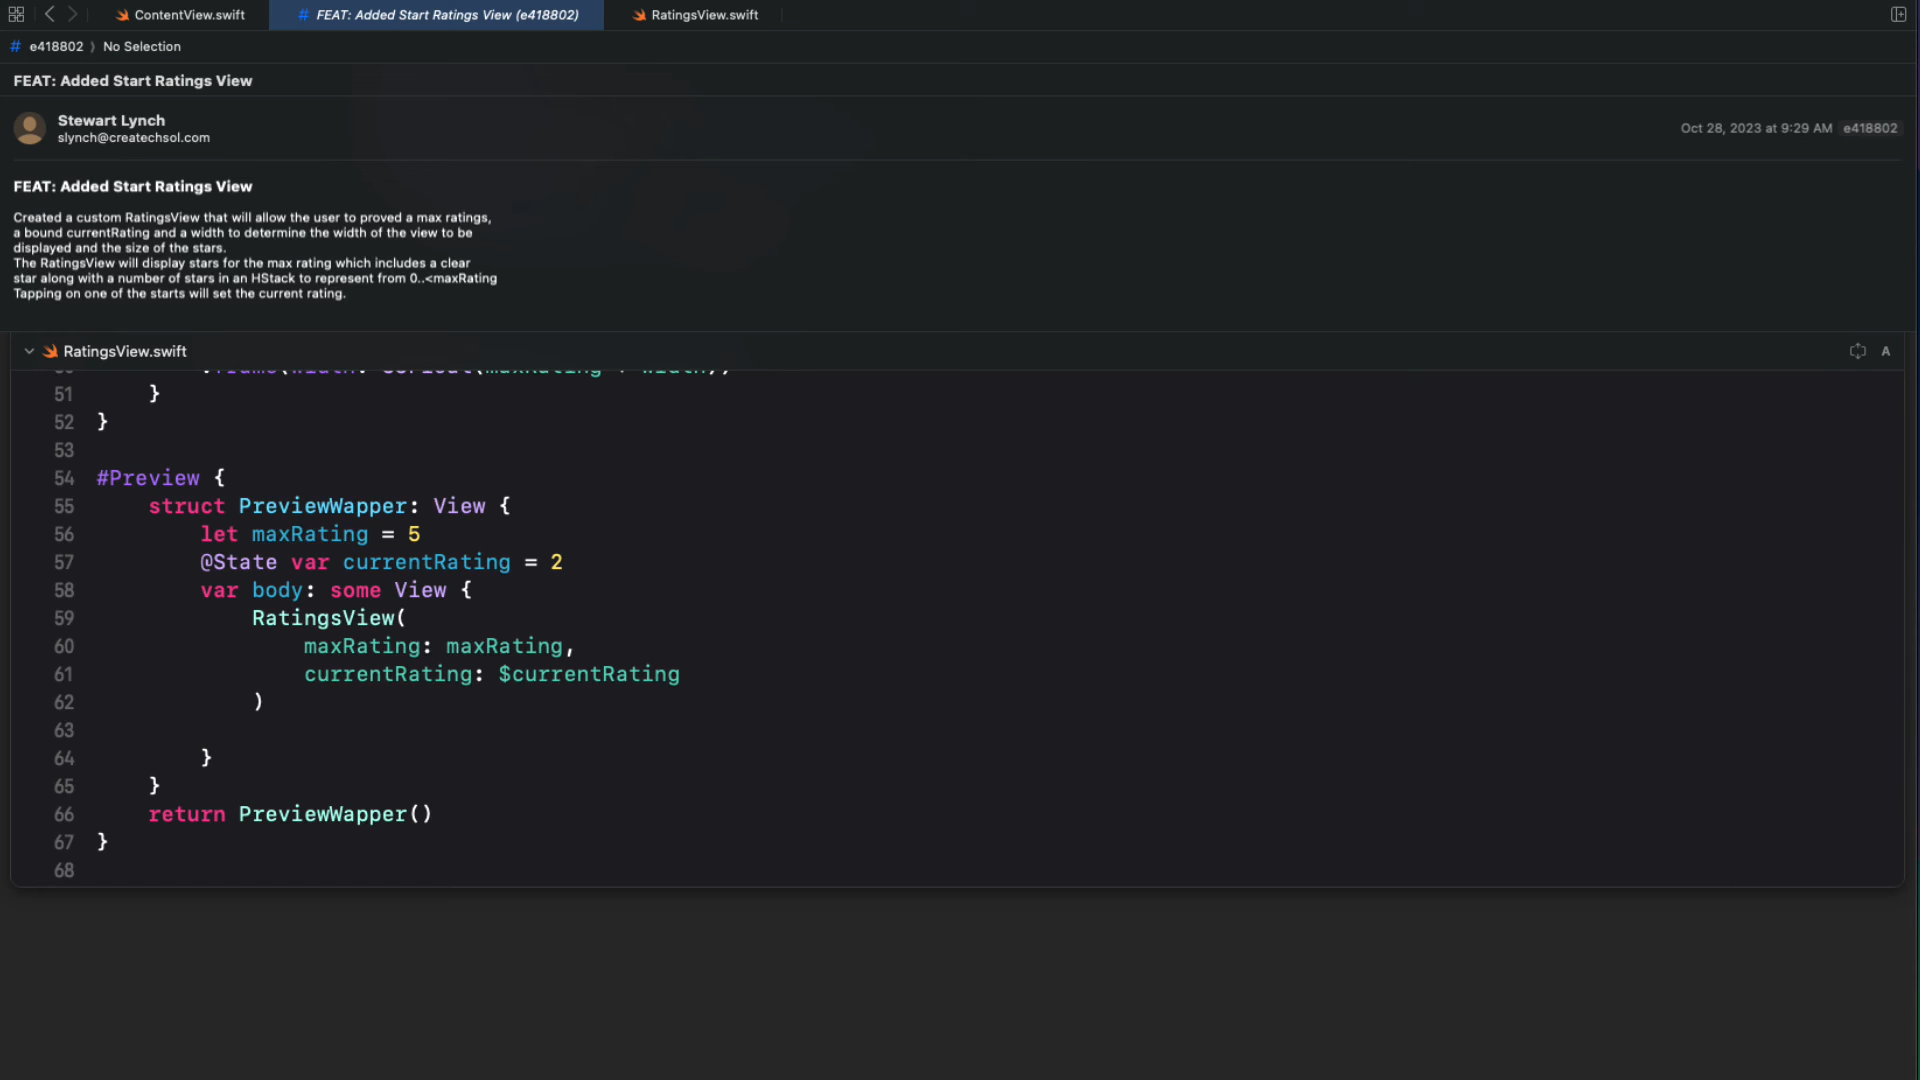 ContentView.swift
# FEAT: Added Start Ratings View (e418802)
RatingsView.swift
# e418802 ⟩ No Selection
FEAT: Added Start Ratings View
Stewart Lynch
slynch@createchsol.com
Oct 28, 2023 at 9:29 AM e418802
FEAT: Added Start Ratings View
Created a custom RatingsView that will allow the user to proved a max ratings,
a bound currentRating and a width to determine the width of the view to be
displayed and the size of the stars.
The RatingsView will display stars for the max rating which includes a clear
star along with a number of stars in an HStack to represent from 0..<maxRating
Tapping on one of the starts will set the current rating.
RatingsView.swift
A
51 }
52 }
53
54 #Preview {
55 struct PreviewWapper: View {
56 let maxRating = 5
57 @State var currentRating = 2
58 var body: some View {
59 RatingsView(
60 maxRating: maxRating,
61 currentRating: $currentRating
62 )
63
64 }
65 }
66 return PreviewWapper()
67 }
68